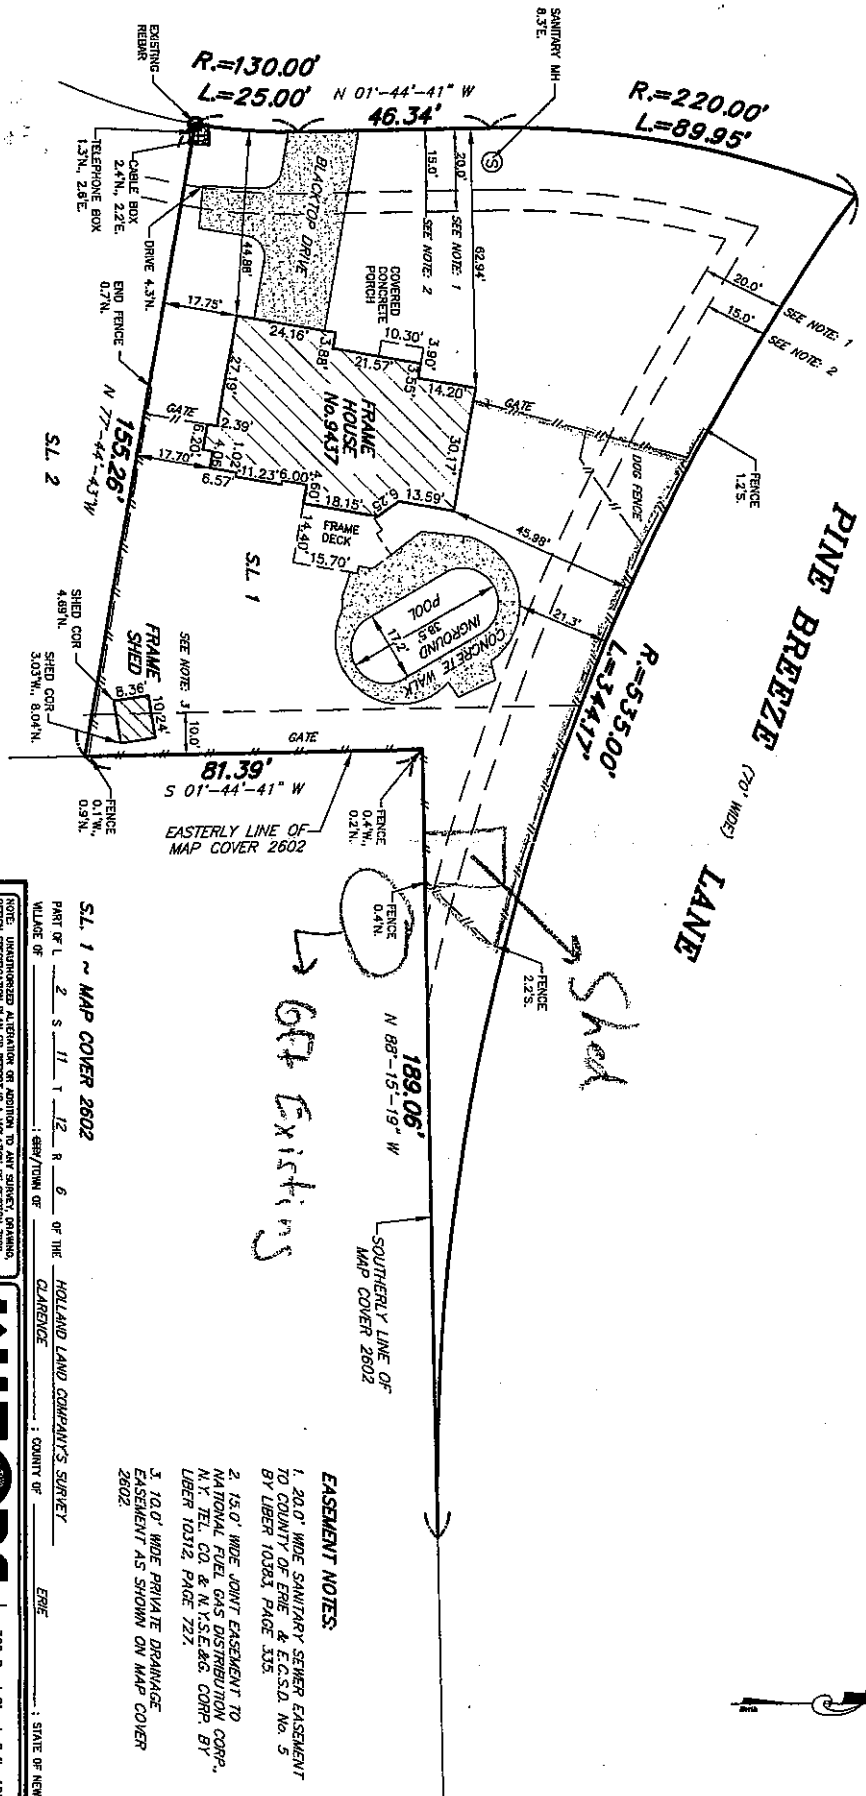 SANITARY MH
8.3'E.
EXISTING
REBAR
R.=130.00'
L.=25.00'
N 01°-44'-41" W
46.34'
R.=220.00'
L.=89.95'
CABLE BOX
2.4'N., 2.2'E.
TELEPHONE BOX
1.3'N., 2.6'E.
DRIVE 4.3'N.
END FENCE
0.7'N.
BLACKTOP DRIVE
44.88'
15.0'
SEE NOTE: 2
20.0'
SEE NOTE: 1
62.94'
S
20.0'
SEE NOTE: 1
15.0'
SEE NOTE: 2
COVERED
CONCRETE
PORCH
10.30'
3.90'
17.75'
24.16'
3.88'
21.57'
3.55'
14.20'
27.19'
FRAME
HOUSE
No.9437
30.17'
GATE
GATE
DOG FENCE
FENCE
1.2'S.
2.39'
6.20'
4.06'
1.02'
6.57'
11.23'
6.00'
4.60'
18.15'
6.25'
13.59'
17.70'
155.26'
N 77°-44'-43"W
S.L. 2
S.L. 1
FRAME
DECK
14.40'
15.70'
45.98'
21.3'
INGROUND
POOL
38.5'
17.2'
CONCRETE WALK
PINE BREEZE LANE
(70' WIDE)
R.=535.00'
L.=344.17'
SHED COR
4.69'N.
SHED COR
3.03'W., 8.04'N.
FRAME
SHED
8.36'
10.24'
SEE NOTE: 3
10.0'
GATE
81.39'
S 01°-44'-41" W
EASTERLY LINE OF
MAP COVER 2602
FENCE
0.1'W.,
0.9'N.
FENCE
0.4'W.,
0.2'N.
FENCE
0.4'N.
FENCE
2.2'S.
Shed
6ft Existing
189.06'
N 88°-15'-19" W
SOUTHERLY LINE OF
MAP COVER 2602
EASEMENT NOTES:
1. 20.0' WIDE SANITARY SEWER EASEMENT
TO COUNTY OF ERIE & E.C.S.D. No. 5
BY LIBER 10383, PAGE 335.
2. 15.0' WIDE JOINT EASEMENT TO
NATIONAL FUEL GAS DISTRIBUTION CORP.,
N.Y. TEL. CO. & N.Y.S.E.&G. CORP. BY
LIBER 10312, PAGE 727.
3. 10.0' WIDE PRIVATE DRAINAGE
EASEMENT AS SHOWN ON MAP COVER
2602.
S.L. 1 ~ MAP COVER 2602
PART OF L 2 S 11 T 12 R 6 OF THE HOLLAND LAND COMPANY'S SURVEY
VILLAGE OF ; CITY/TOWN OF CLARENCE ; COUNTY OF ERIE ; STATE OF NEW
NOTE: UNAUTHORIZED ALTERATION OR ADDITION TO ANY SURVEY, DRAWING,